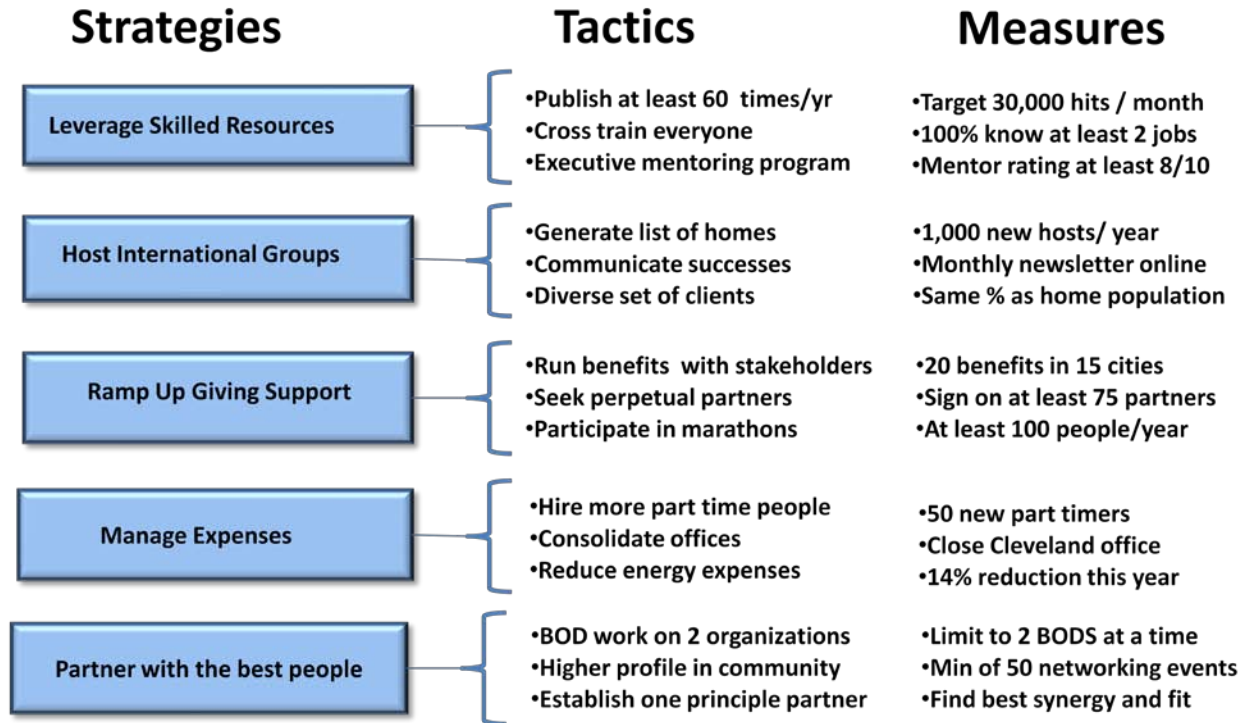 Strategies Tactics Measures
Leverage Skilled Resources
•Publish at least 60 times/yr
•Cross train everyone
•Executive mentoring program
•Target 30,000 hits / month
•100% know at least 2 jobs
•Mentor rating at least 8/10
Host International Groups
•Generate list of homes
•Communicate successes
•Diverse set of clients
•1,000 new hosts/ year
•Monthly newsletter online
•Same % as home population
Ramp Up Giving Support
•Run benefits with stakeholders
•Seek perpetual partners
•Participate in marathons
•20 benefits in 15 cities
•Sign on at least 75 partners
•At least 100 people/year
Manage Expenses
•Hire more part time people
•Consolidate offices
•Reduce energy expenses
•50 new part timers
•Close Cleveland office
•14% reduction this year
Partner with the best people
•BOD work on 2 organizations
•Higher profile in community
•Establish one principle partner
•Limit to 2 BODS at a time
•Min of 50 networking events
•Find best synergy and fit